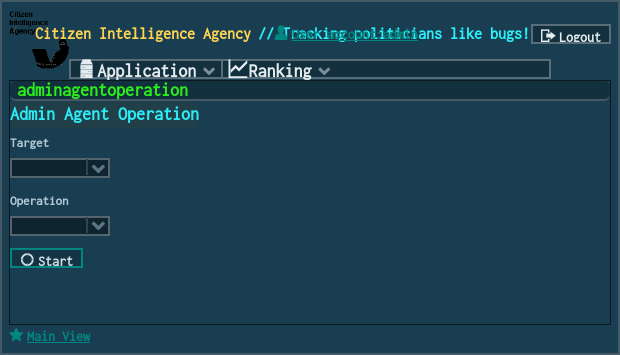 Citizen
Intelligence
Agency
Citizen Intelligence Agency // Tracking politicians like bugs!
Logout
Application
Ranking
adminagentoperation
Admin Agent Operation
Target
Operation
Start
Main View